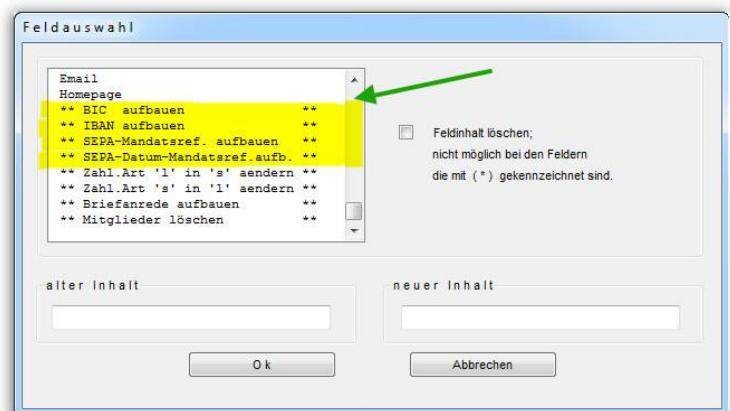 Feldauswahl
Email
Homepage
** BIC  aufbauen **
** IBAN aufbauen **
** SEPA-Mandatsref. aufbauen **
** SEPA-Datum-Mandatsref.aufb. **
** Zahl.Art 'l' in 's' aendern **
** Zahl.Art 's' in 'l' aendern **
** Briefanrede aufbauen **
** Mitglieder löschen **
Feldinhalt löschen;
nicht möglich bei den Feldern
die mit ( * ) gekennzeichnet sind.
alter Inhalt
neuer Inhalt
Ok
Abbrechen